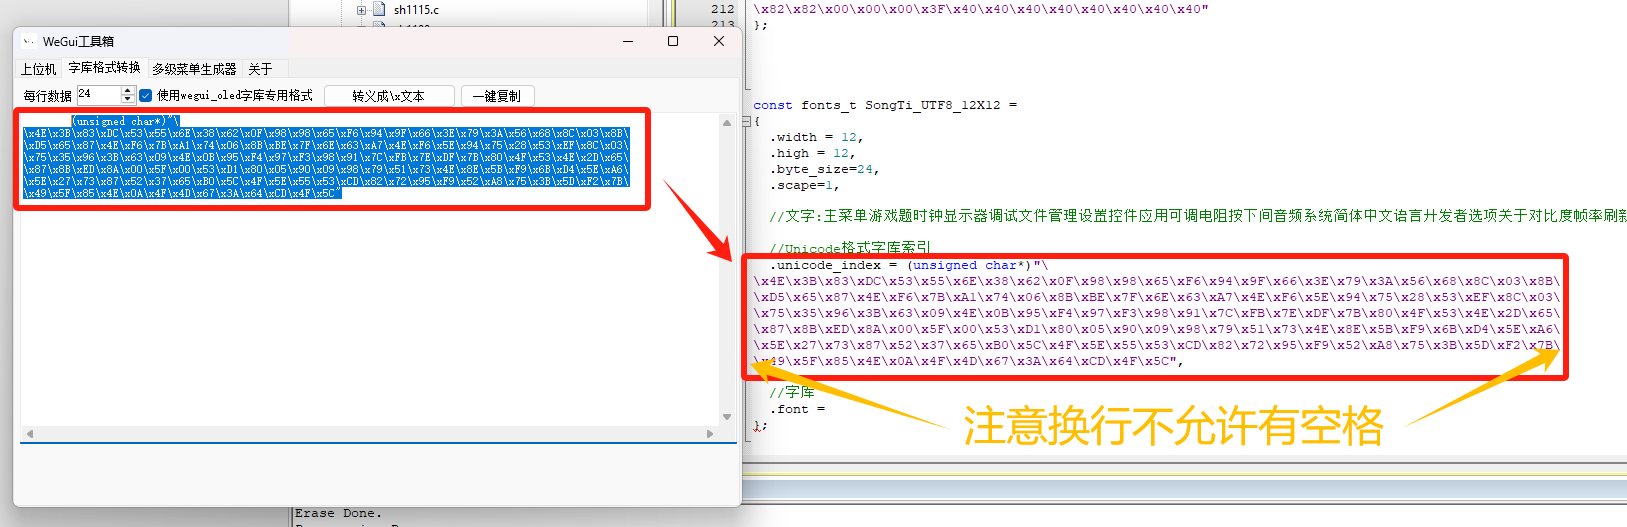 sh1115.c
WeGui工具箱
上位机 字库格式转换 多级菜单生成器 关于
每行数据 24 使用wegui_oled字库专用格式 转义成\x文本 一键复制
(unsigned char*)"\
\x4E\x3B\x83\xDC\x53\x55\x6E\x38\x62\x0F\x98\x98\x65\xF6\x94\x9F\x66\x3E\x79\x3A\x56\x68\x8C\x03\x8B\
\xD5\x65\x87\x4E\xF6\x7B\xA1\x74\x06\x8B\xBE\x7F\x6E\x63\xA7\x4E\xF6\x5E\x94\x75\x28\x53\xEF\x8C\x03\
\x75\x35\x96\x3B\x63\x09\x4E\x0B\x95\xF4\x97\xF3\x98\x91\x7C\xFB\x7E\xDF\x7B\x80\x4F\x53\x4E\x2D\x65\
\x87\x8B\xED\x8A\x00\x5F\x00\x53\xD1\x80\x05\x90\x09\x98\x79\x51\x73\x4E\x8E\x5B\xF9\x6B\xD4\x5E\xA6\
\x5E\x27\x73\x87\x52\x37\x65\xB0\x5C\x4F\x5E\x55\x53\xCD\x82\x72\x95\xF9\x52\xA8\x75\x3B\x5D\xF2\x7B\
\x49\x5F\x85\x4E\x0A\x4F\x4D\x67\x3A\x64\xCD\x4F\x5C"
212 \x82\x82\x00\x00\x00\x3F\x40\x40\x40\x40\x40\x40\x40\x40"
213 };
const fonts_t SongTi_UTF8_12X12 =
{
.width = 12,
.high = 12,
.byte_size=24,
.scape=1,
//文字:主菜单游戏题时钟显示器调试文件管理设置控件应用可调电阻按下间音频系统简体中文语言廾发者选项关于对比度帧率刷新
//Unicode格式字库索引
.unicode_index = (unsigned char*)"\
\x4E\x3B\x83\xDC\x53\x55\x6E\x38\x62\x0F\x98\x98\x65\xF6\x94\x9F\x66\x3E\x79\x3A\x56\x68\x8C\x03\x8B\
\xD5\x65\x87\x4E\xF6\x7B\xA1\x74\x06\x8B\xBE\x7F\x6E\x63\xA7\x4E\xF6\x5E\x94\x75\x28\x53\xEF\x8C\x03\
\x75\x35\x96\x3B\x63\x09\x4E\x0B\x95\xF4\x97\xF3\x98\x91\x7C\xFB\x7E\xDF\x7B\x80\x4F\x53\x4E\x2D\x65\
\x87\x8B\xED\x8A\x00\x5F\x00\x53\xD1\x80\x05\x90\x09\x98\x79\x51\x73\x4E\x8E\x5B\xF9\x6B\xD4\x5E\xA6\
\x5E\x27\x73\x87\x52\x37\x65\xB0\x5C\x4F\x5E\x55\x53\xCD\x82\x72\x95\xF9\x52\xA8\x75\x3B\x5D\xF2\x7B\
\x49\x5F\x85\x4E\x0A\x4F\x4D\x67\x3A\x64\xCD\x4F\x5C",
//字库
.font =
};
注意换行不允许有空格
Erase Done.